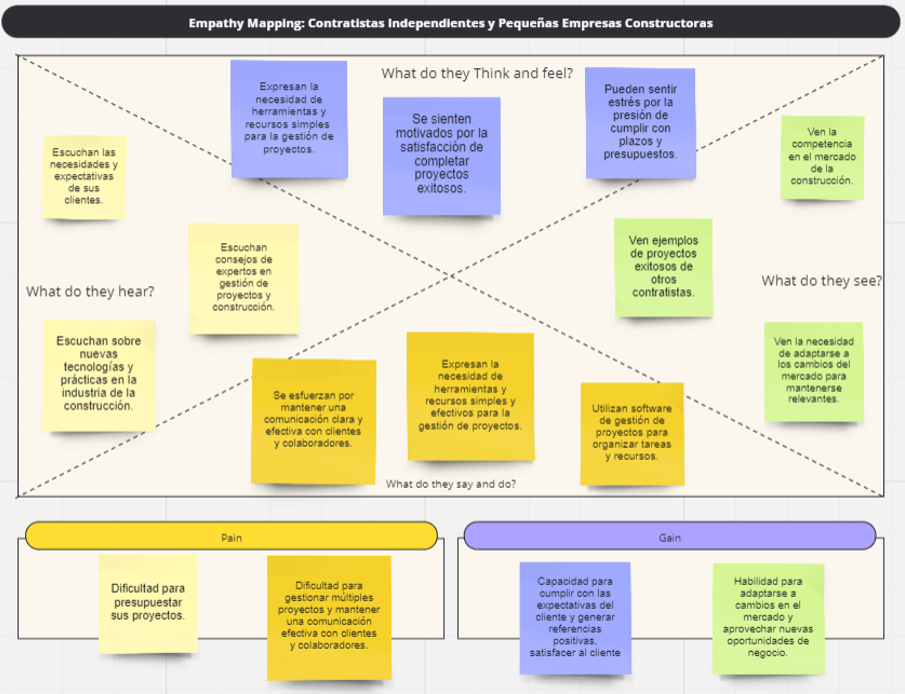 Empathy Mapping: Contratistas Independientes y Pequeñas Empresas Constructoras
What do they Think and feel?
Expresan la
necesidad de
herramientas y
recursos simples
para la gestión de
proyectos.
Se sienten
motivados por la
satisfacción de
completar
proyectos
exitosos.
Pueden sentir
estrés por la
presión de
cumplir con
plazos y
presupuestos.
What do they hear?
Escuchan las
necesidades y
expectativas
de sus
clientes.
Escuchan
consejos de
expertos en
gestión de
proyectos y
construcción.
Escuchan sobre
nuevas
tecnologías y
prácticas en la
industria de la
construcción.
What do they see?
Ven la
competencia
en el mercado
de la
construcción.
Ven ejemplos
de proyectos
exitosos de
otros
contratistas.
Ven la necesidad
de adaptarse a
los cambios del
mercado para
mantenerse
relevantes.
Se esfuerzan por
mantener una
comunicación clara y
efectiva con clientes
y colaboradores.
Expresan la
necesidad de
herramientas y
recursos simples y
efectivos para la
gestión de proyectos.
Utilizan software
de gestión de
proyectos para
organizar tareas
y recursos.
What do they say and do?
Pain
Dificultad para
presupuestar
sus proyectos.
Dificultad para
gestionar múltiples
proyectos y mantener
una comunicación
efectiva con clientes
y colaboradores.
Gain
Capacidad para
cumplir con las
expectativas del
cliente y generar
referencias
positivas,
satisfacer al cliente
Habilidad para
adaptarse a
cambios en el
mercado y
aprovechar nuevas
oportunidades de
negocio.